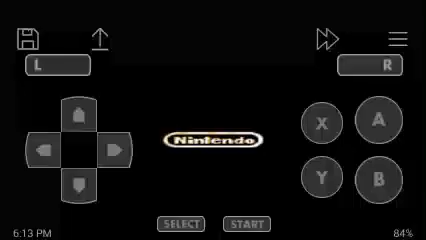 L
R
X
A
Nintendo
Y
B
SELECT
START
6:13 PM
84%